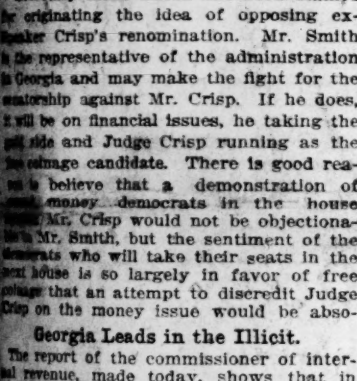 for originating the idea of opposing ex-
Speaker Crisp's renomination. Mr. Smith
is the representative of the administration
in Georgia and may make the fight for the
senatorship against Mr. Crisp. If he does,
it will be on financial issues, he taking the
gold side and Judge Crisp running as the
free coinage candidate. There is good rea-
believe that a demonstration of
money democrats in the house
Mr. Crisp would not be objectiona-
Mr. Smith, but the sentiment of the
democrats who will take their seats in the
next house is so largely in favor of free
coinage that an attempt to discredit Judge
Crisp on the money issue would be abso-
Georgia Leads in the Illicit.
The report of the commissioner of inter-
nal revenue, made today, shows that in